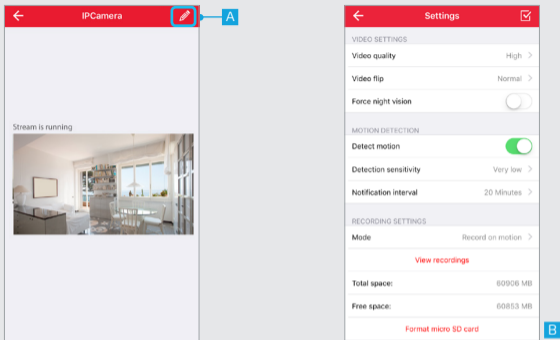 IPCamera
A
Stream is running
Settings
VIDEO SETTINGS
Video quality High
Video flip Normal
Force night vision
MOTION DETECTION
Detect motion
Detection sensitivity Very low
Notification interval 20 Minutes
RECORDING SETTINGS
Mode Record on motion
View recordings
Total space: 60906 MB
Free space: 60853 MB
Format micro SD card
B